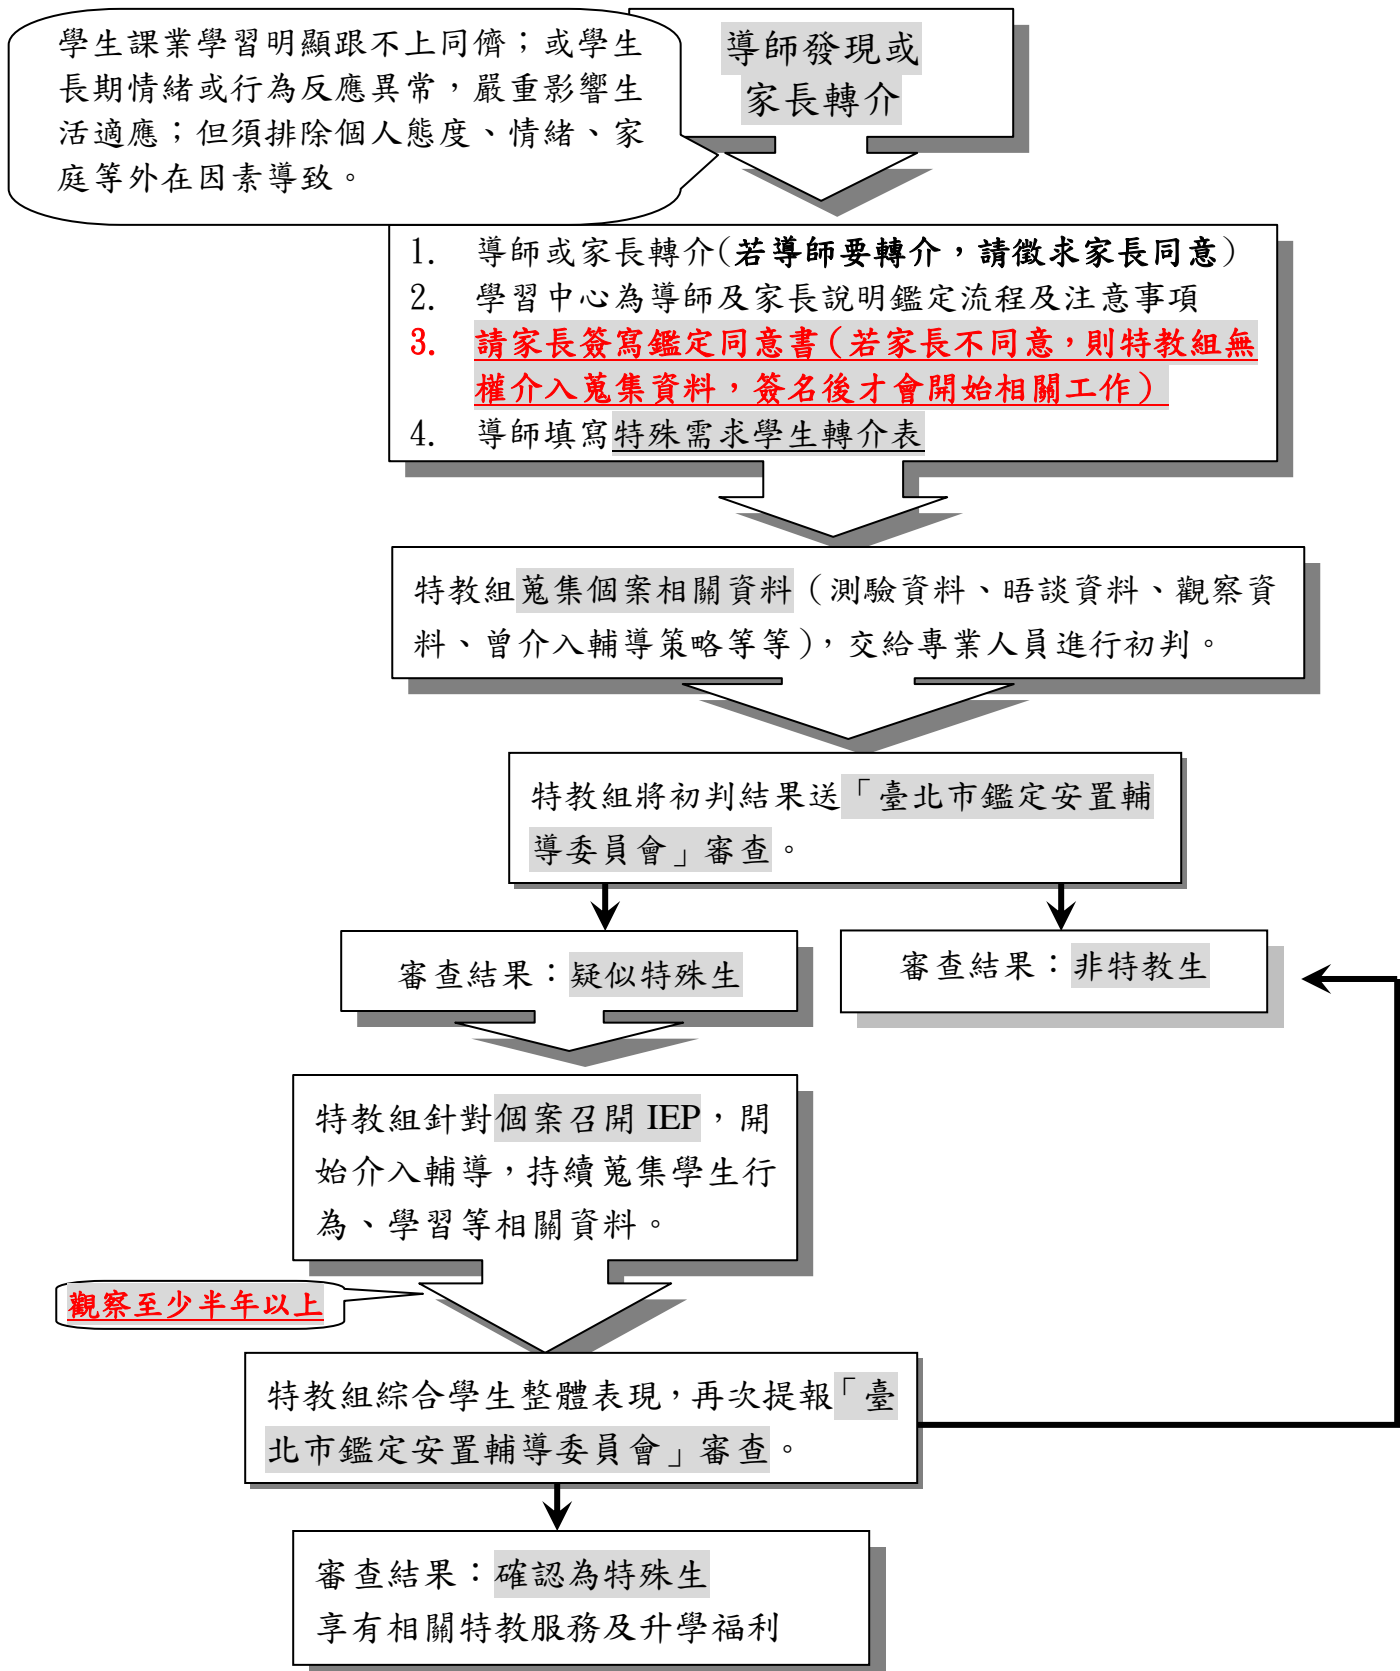 學生課業學習明顯跟不上同儕；或學生
長期情緒或行為反應異常，嚴重影響生
活適應；但須排除個人態度、情緒、家
庭等外在因素導致。
導師發現或
家長轉介
1. 導師或家長轉介(若導師要轉介，請徵求家長同意)
2. 學習中心為導師及家長說明鑑定流程及注意事項
3. 請家長簽寫鑑定同意書（若家長不同意，則特教組無
權介入蒐集資料，簽名後才會開始相關工作）
4. 導師填寫特殊需求學生轉介表
特教組蒐集個案相關資料（測驗資料、晤談資料、觀察資
料、曾介入輔導策略等等），交給專業人員進行初判。
特教組將初判結果送「臺北市鑑定安置輔
導委員會」審查。
審查結果：疑似特殊生
審查結果：非特教生
特教組針對個案召開 IEP，開
始介入輔導，持續蒐集學生行
為、學習等相關資料。
觀察至少半年以上
特教組綜合學生整體表現，再次提報「臺
北市鑑定安置輔導委員會」審查。
審查結果：確認為特殊生
享有相關特教服務及升學福利